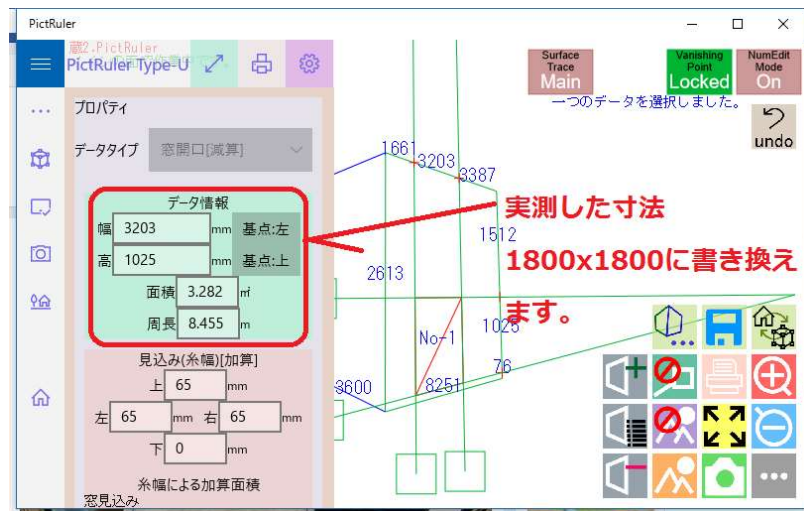 PictRuler
蔵2.PictRuler
PictRuler Type-U
プロパティ
データタイプ 窓開口[減算]
データ情報
幅 3203 mm 基点:左
高 1025 mm 基点:上
面積 3.282 ㎡
周長 8.455 m
見込み(糸幅)[加算]
上 65 mm
左 65 mm 右 65 mm
下 0 mm
糸幅による加算面積
窓見込み
Surface Trace Main
Vanishing Point Locked
NumEdit Mode On
一つのデータを選択しました。
undo
1661
3203
3387
1512
2613
No-1
1025
76
3600
8251
実測した寸法
1800x1800に書き換え
ます。